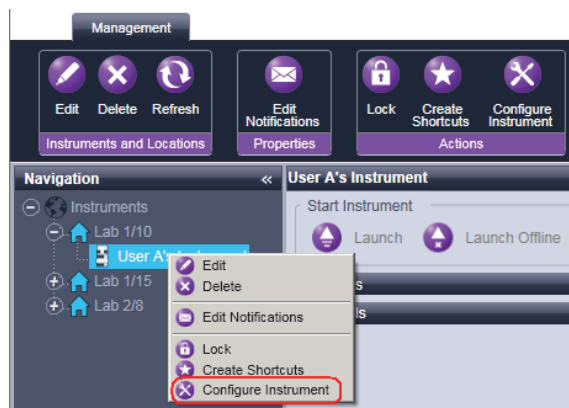 Management
Edit Delete Refresh Edit Notifications Lock Create Shortcuts Configure Instrument
Instruments and Locations Properties Actions
Navigation « User A's Instrument
Instruments Start Instrument
Lab 1/10 Launch Launch Offline
User A's
Edit
Lab 1/15 Delete
Lab 2/8 Edit Notifications
Lock
Create Shortcuts
Configure Instrument